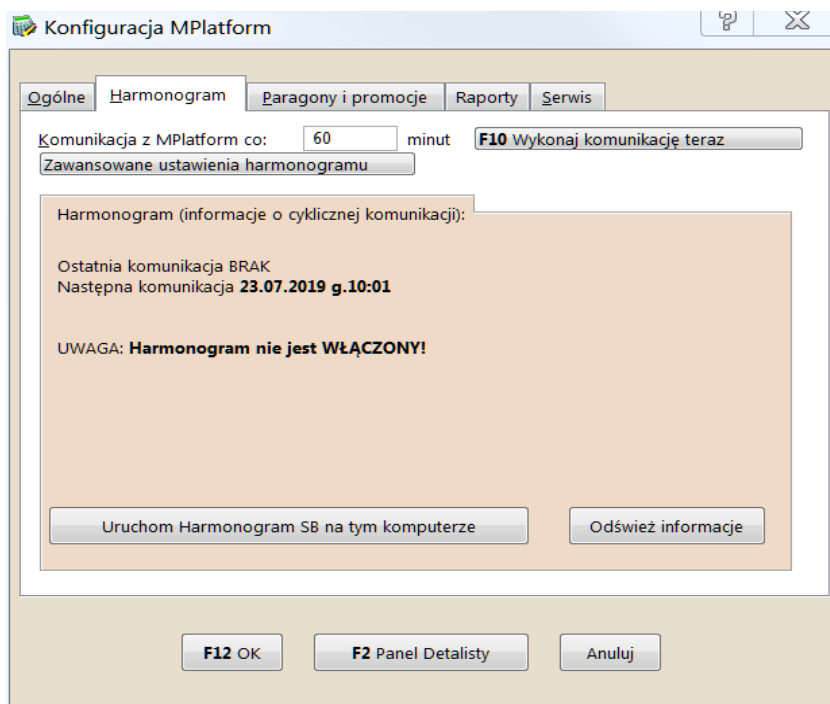 Konfiguracja MPlatform
Ogólne Harmonogram Paragony i promocje Raporty Serwis
Komunikacja z MPlatform co: 60 minut F10 Wykonaj komunikację teraz
Zawansowane ustawienia harmonogramu
Harmonogram (informacje o cyklicznej komunikacji):
Ostatnia komunikacja BRAK
Następna komunikacja 23.07.2019 g.10:01
UWAGA: Harmonogram nie jest WŁĄCZONY!
Uruchom Harmonogram SB na tym komputerze Odśwież informacje
F12 OK F2 Panel Detalisty Anuluj